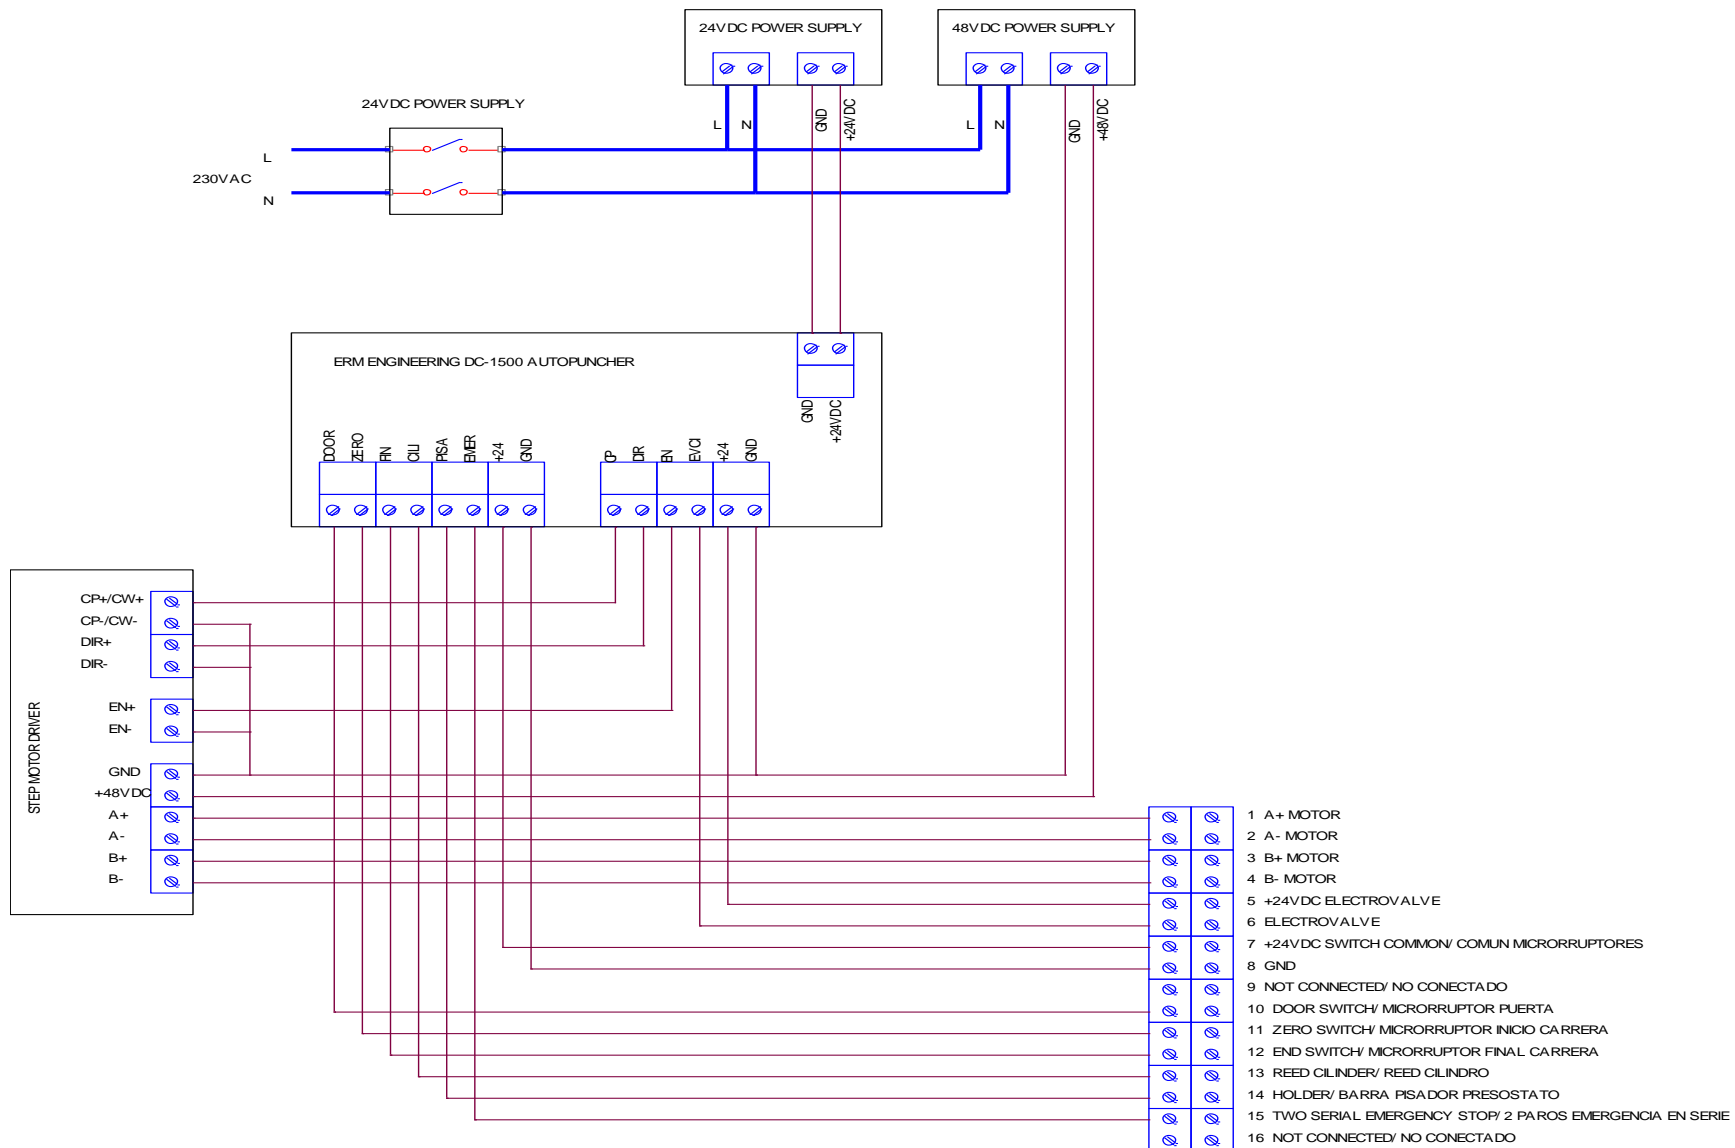 24VDC POWER SUPPLY
48VDC POWER SUPPLY
24VDC POWER SUPPLY
L
N
GND
+24VDC
L
N
GND
+48VDC
L
230VAC
N
ERM ENGINEERING DC-1500 AUTOPUNCHER
GND
+24VDC
DOOR
ZERO
FIN
CILI
PISA
EMER
+24
GND
CP
DIR
EN
EVCI
+24
GND
STEP MOTOR DRIVER
CP+/CW+
CP-/CW-
DIR+
DIR-
EN+
EN-
GND
+48VDC
A+
A-
B+
B-
1 A+ MOTOR
2 A- MOTOR
3 B+ MOTOR
4 B- MOTOR
5 +24VDC ELECTROVALVE
6 ELECTROVALVE
7 +24VDC SWITCH COMMON/ COMUN MICRORRUPTORES
8 GND
9 NOT CONNECTED/ NO CONECTADO
10 DOOR SWITCH/ MICRORRUPTOR PUERTA
11 ZERO SWITCH/ MICRORRUPTOR INICIO CARRERA
12 END SWITCH/ MICRORRUPTOR FINAL CARRERA
13 REED CILINDER/ REED CILINDRO
14 HOLDER/ BARRA PISADOR PRESOSTATO
15 TWO SERIAL EMERGENCY STOP/ 2 PAROS EMERGENCIA EN SERIE
16 NOT CONNECTED/ NO CONECTADO